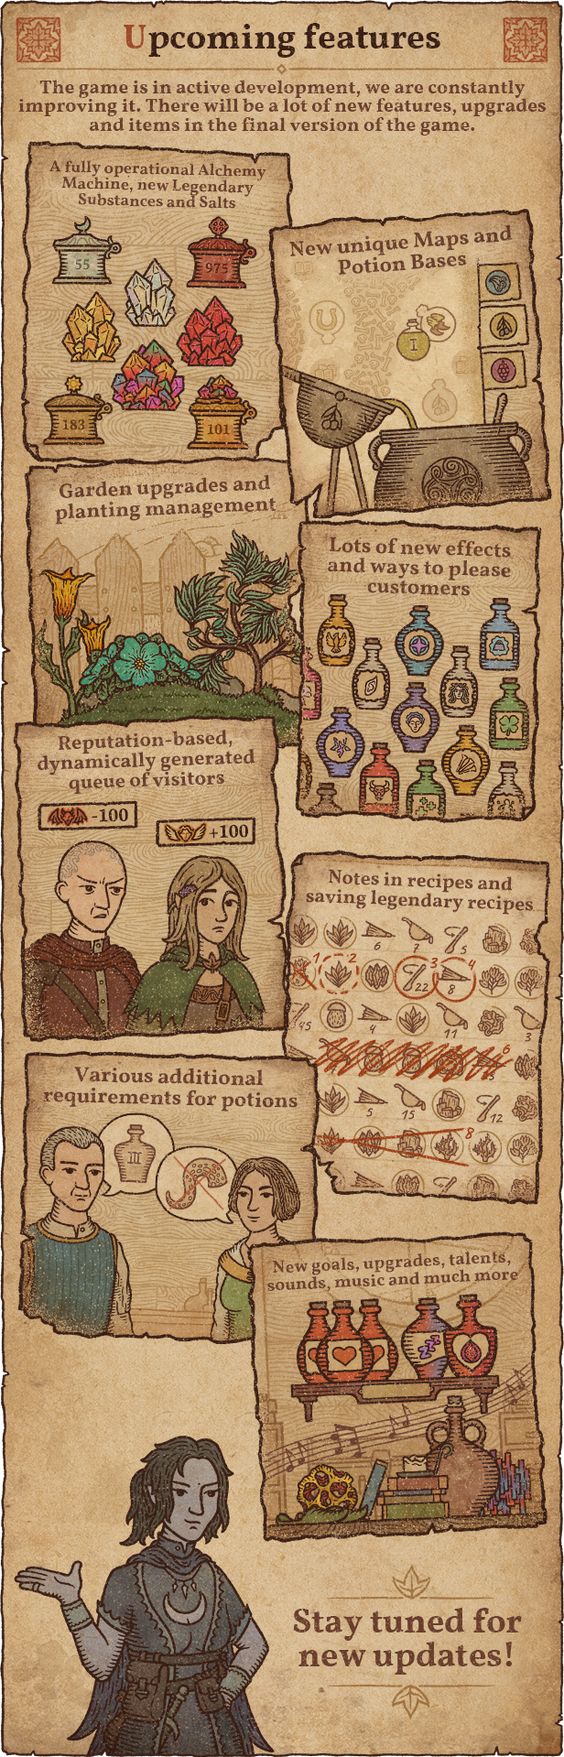 Upcoming features
The game is in active development, we are constantly
improving it. There will be a lot of new features, upgrades
and items in the final version of the game.
A fully operational Alchemy
Machine, new Legendary
Substances and Salts
55
975
183
101
New unique Maps and
Potion Bases
I
Garden upgrades and
planting management
Lots of new effects
and ways to please
customers
Reputation-based,
dynamically generated
queue of visitors
-100
+100
Notes in recipes and
saving legendary recipes
6 7 5
1 2 3 4
22 8
45 4 11 3
6
5 15 12
8
Various additional
requirements for potions
III
New goals, upgrades, talents,
sounds, music and much more
Z Z Z
Stay tuned for
new updates!